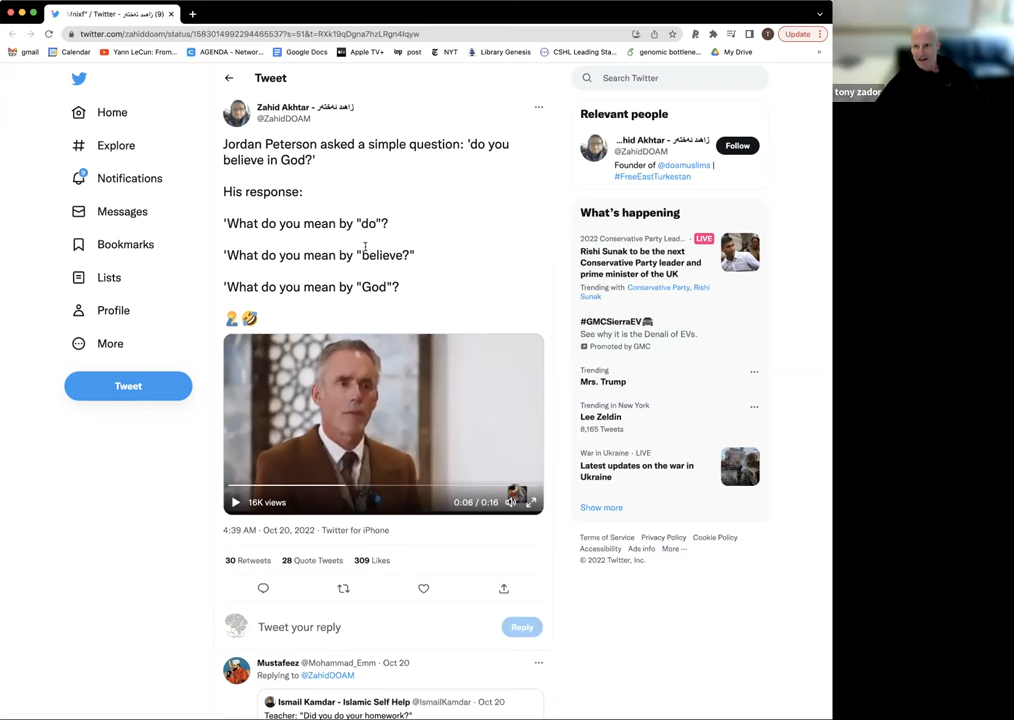 (9) زاهىد ئەختەر ... / Twitter
twitter.com/zahiddoam/status/1583014992294465537?s=51&t=RXk19qDgna7hzLRgn4Iqyw
Update
gmail
Calendar
Yann LeCun: From...
AGENDA - Networ...
Google Docs
Apple TV+
post
NYT
Library Genesis
CSHL Leading Sta...
genomic bottlene...
My Drive
»
tony zador
Home
Explore
Notifications
Messages
Bookmarks
Lists
Profile
More
Tweet
Tweet
Zahid Akhtar - زاھىد ئەختەر
@ZahidDOAM
Jordan Peterson asked a simple question: 'do you
believe in God?'
His response:
'What do you mean by "do"?
'What do you mean by "believe?"
'What do you mean by "God"?
🤦‍♂️🤣
16K views
0:06 / 0:16
4:39 AM · Oct 20, 2022 · Twitter for iPhone
30 Retweets 28 Quote Tweets 309 Likes
Tweet your reply
Reply
Mustafeez @Mohammad_Emm · Oct 20
Replying to @ZahidDOAM
Ismail Kamdar - Islamic Self Help @IsmailKamdar · Oct 20
Teacher: "Did you do your homework?"
Search Twitter
Relevant people
...hid Akhtar - زاھىد ئەختەر
@ZahidDOAM
Follow
Founder of @doamuslims |
#FreeEastTurkestan
What's happening
2022 Conservative Party Lead... · LIVE
Rishi Sunak to be the next
Conservative Party leader and
prime minister of the UK
Trending with Conservative Party, Rishi
Sunak
#GMCSierraEV
See why it is the Denali of EVs.
Promoted by GMC
Trending
Mrs. Trump
Trending in New York
Lee Zeldin
8,165 Tweets
War in Ukraine · LIVE
Latest updates on the war in
Ukraine
Show more
Terms of Service Privacy Policy Cookie Policy
Accessibility Ads info More ···
© 2022 Twitter, Inc.